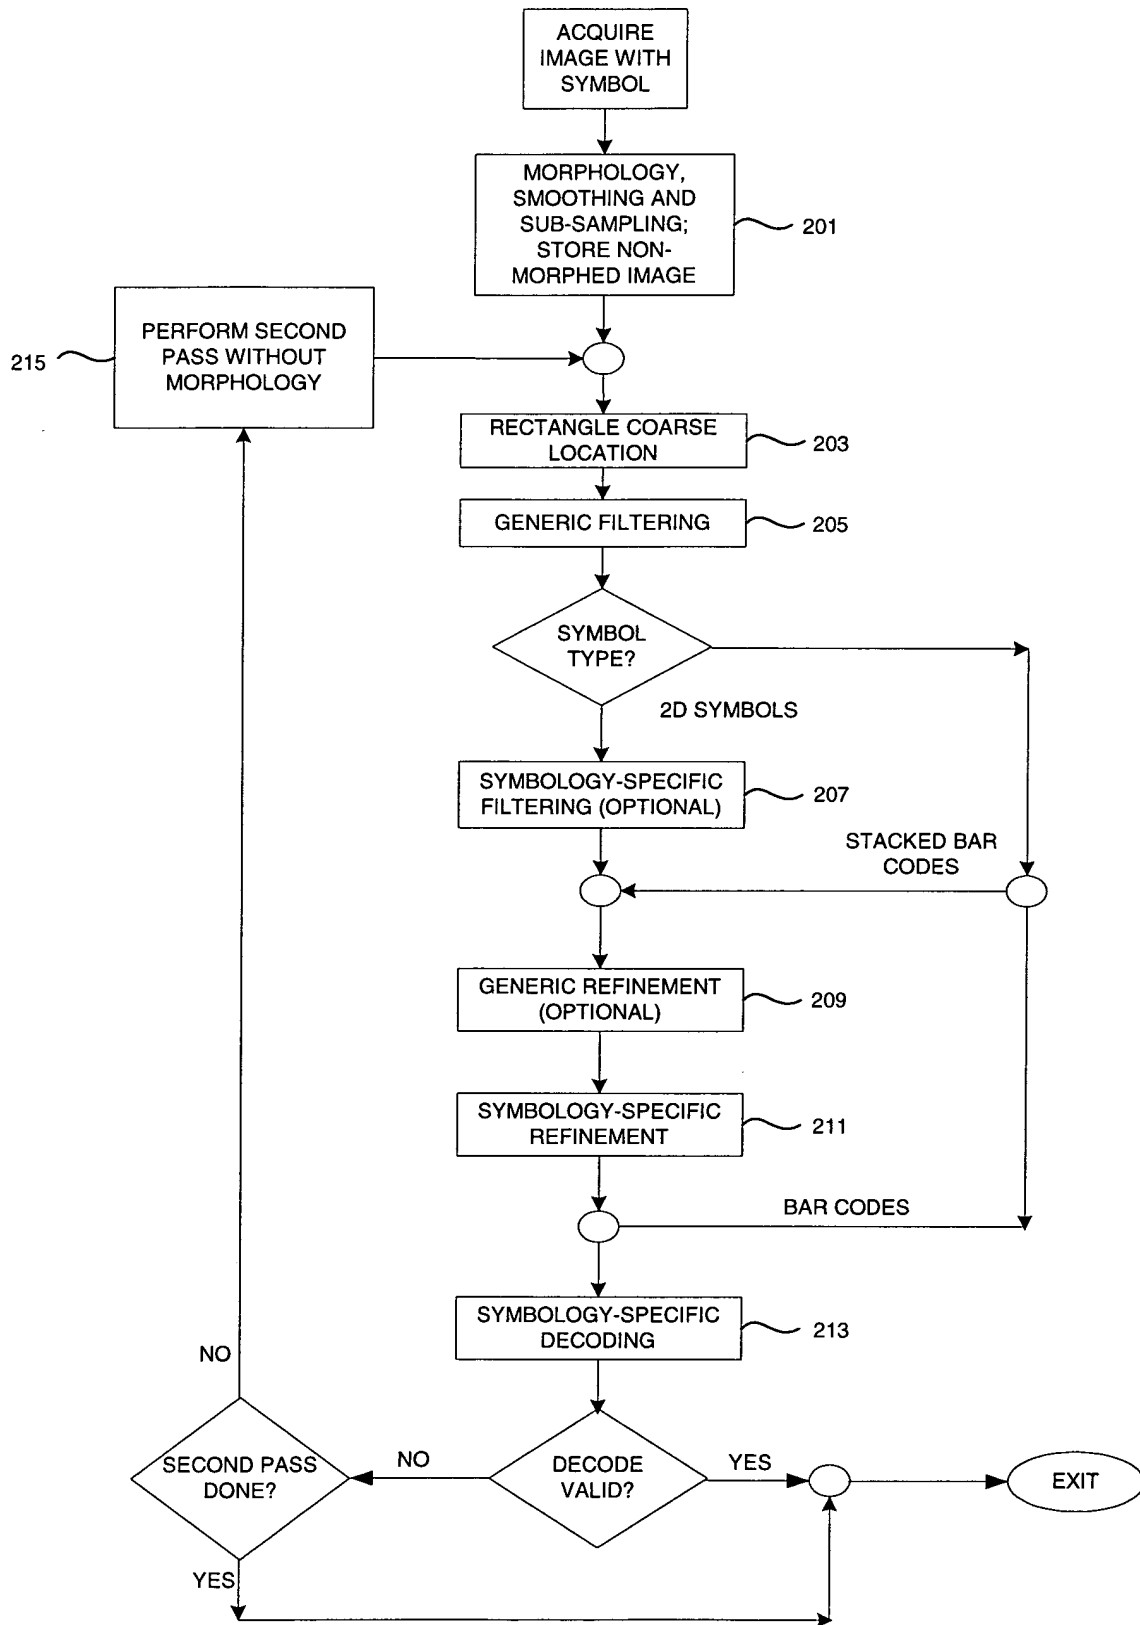 ACQUIRE
IMAGE WITH
SYMBOL
MORPHOLOGY,
SMOOTHING AND
SUB-SAMPLING;
STORE NON-
MORPHED IMAGE
201
PERFORM SECOND
PASS WITHOUT
MORPHOLOGY
215
RECTANGLE COARSE
LOCATION
203
GENERIC FILTERING
205
SYMBOL
TYPE?
2D SYMBOLS
SYMBOLOGY-SPECIFIC
FILTERING (OPTIONAL)
207
STACKED BAR
CODES
GENERIC REFINEMENT
(OPTIONAL)
209
SYMBOLOGY-SPECIFIC
REFINEMENT
211
BAR CODES
SYMBOLOGY-SPECIFIC
DECODING
213
NO
SECOND PASS
DONE?
NO
DECODE
VALID?
YES
EXIT
YES